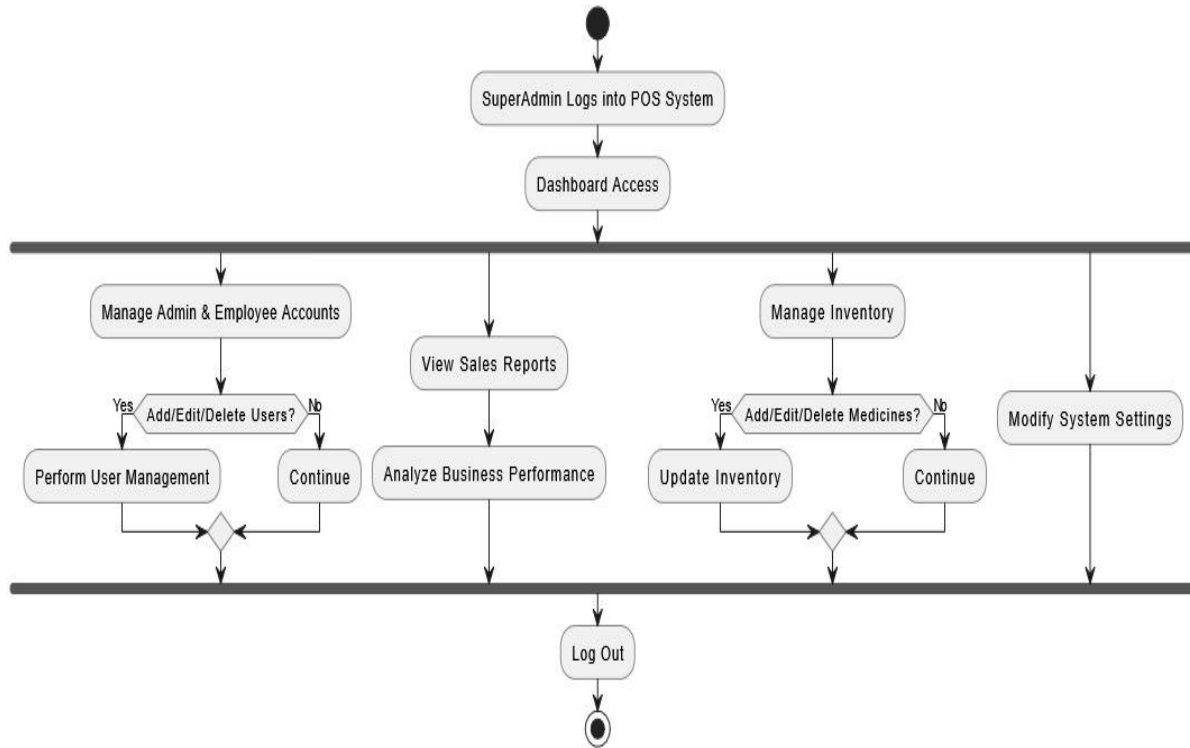 SuperAdmin Logs into POS System
Dashboard Access
Manage Admin & Employee Accounts
Manage Inventory
View Sales Reports
Yes
Add/Edit/Delete Users?
No
Yes
Add/Edit/Delete Medicines?
No
Modify System Settings
Perform User Management
Continue
Analyze Business Performance
Update Inventory
Continue
Log Out